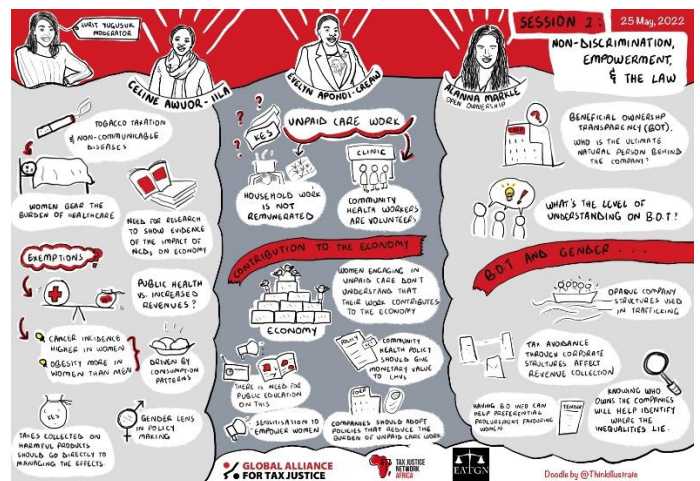 LURIT YUGUSUK
MODERATOR
CELINE AWUOR - IILA
EVELYN APONDI - CREAW
ALANNA MARKLE
OPEN OWNERSHIP
SESSION 2:
25 May, 2022
NON-DISCRIMINATION,
EMPOWERMENT,
& THE LAW
TOBACCO TAXATION
& NON-COMMUNICABLE
DISEASES
WOMEN BEAR THE
BURDEN OF HEALTHCARE
NEED FOR RESEARCH
TO SHOW EVIDENCE
OF THE IMPACT OF
NCDs ON ECONOMY
EXEMPTIONS
PUBLIC HEALTH
VS. INCREASED
REVENUES?
CANCER INCIDENCE
HIGHER IN WOMEN
OBESITY MORE IN
WOMEN THAN MEN
DRIVEN BY
CONSUMPTION
PATTERNS
KES
TAXES COLLECTED ON
HARMFUL PRODUCTS
SHOULD GO DIRECTLY TO
MANAGING THE EFFECTS.
GENDER LENS
IN POLICY
MAKING
? ? ?
KES
UNPAID CARE WORK
HOUSEHOLD WORK
IS NOT
REMUNERATED
CLINIC
COMMUNITY
HEALTH WORKERS
ARE VOLUNTEERS
CONTRIBUTION TO THE ECONOMY
ECONOMY
WOMEN ENGAGING
IN UNPAID CARE DON'T
UNDERSTAND THAT
THEIR WORK CONTRIBUTES
TO THE ECONOMY
THERE IS NEED FOR
PUBLIC EDUCATION
ON THIS
POLICY
COMMUNITY
HEALTH POLICY
SHOULD GIVE
MONETARY VALUE
TO CHVs
SENSITISATION TO
EMPOWER WOMEN
COMPANIES SHOULD ADOPT
POLICIES THAT REDUCE THE
BURDEN OF UNPAID CARE WORK
?
BENEFICIAL OWNERSHIP
TRANSPARENCY (BOT).
WHO IS THE ULTIMATE
NATURAL PERSON BEHIND
THE COMPANY?
WHAT'S THE LEVEL OF
UNDERSTANDING ON B.O.T?
B.O.T AND GENDER...
OPAQUE COMPANY
STRUCTURES USED
IN TRAFFICKING
TAX AVOIDANCE
THROUGH CORPORATE
STRUCTURES AFFECT
REVENUE COLLECTION
HAVING BO INFO CAN
HELP PREFERENTIAL
PROCUREMENT FAVOURING
WOMEN
TENDER
KNOWING WHO
OWNS THE COMPANIES
WILL HELP IDENTIFY
WHERE THE
INEQUALITIES LIE.
GLOBAL ALLIANCE
FOR TAX JUSTICE
TAX JUSTICE
NETWORK
AFRICA
EATGN
Doodle by @Thinkillustrate